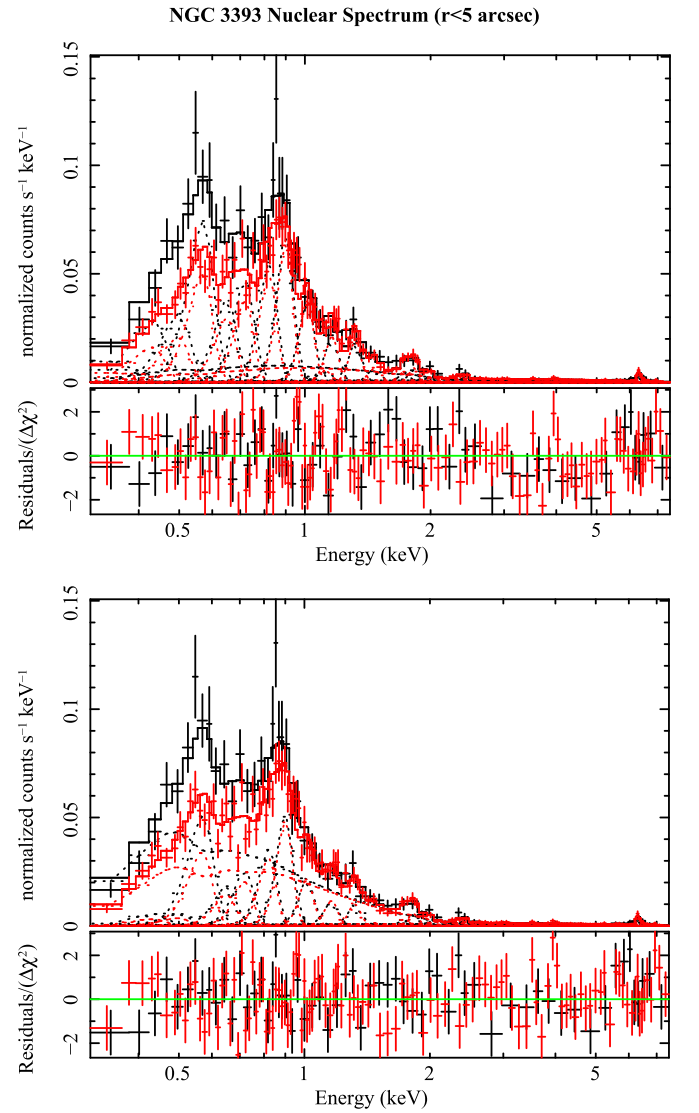 NGC 3393 Nuclear Spectrum (r<5 arcsec)
0.15
0.1
0.05
0
normalized counts s⁻¹ keV⁻¹
2
0
−2
Residuals/(Δχ²)
0.5 1 2 5
Energy (keV)
0.15
0.1
0.05
0
normalized counts s⁻¹ keV⁻¹
2
0
−2
Residuals/(Δχ²)
0.5 1 2 5
Energy (keV)